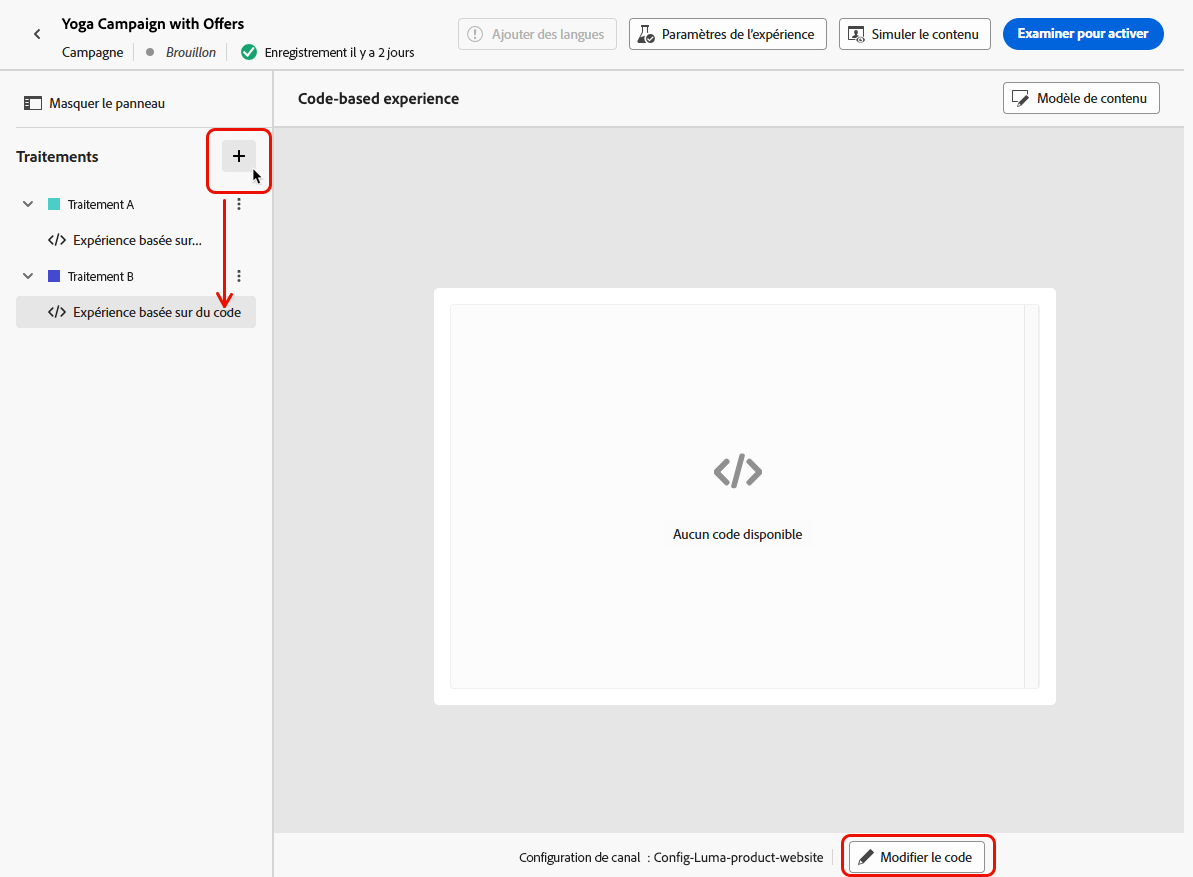 Yoga Campaign with Offers
Campagne
Brouillon
Enregistrement il y a 2 jours
Ajouter des langues
Paramètres de l'expérience
Simuler le contenu
Examiner pour activer
Masquer le panneau
Code-based experience
Modèle de contenu
Traitements
Traitement A
Expérience basée sur...
Traitement B
Expérience basée sur du code
Aucun code disponible
Configuration de canal : Config-Luma-product-website
Modifier le code